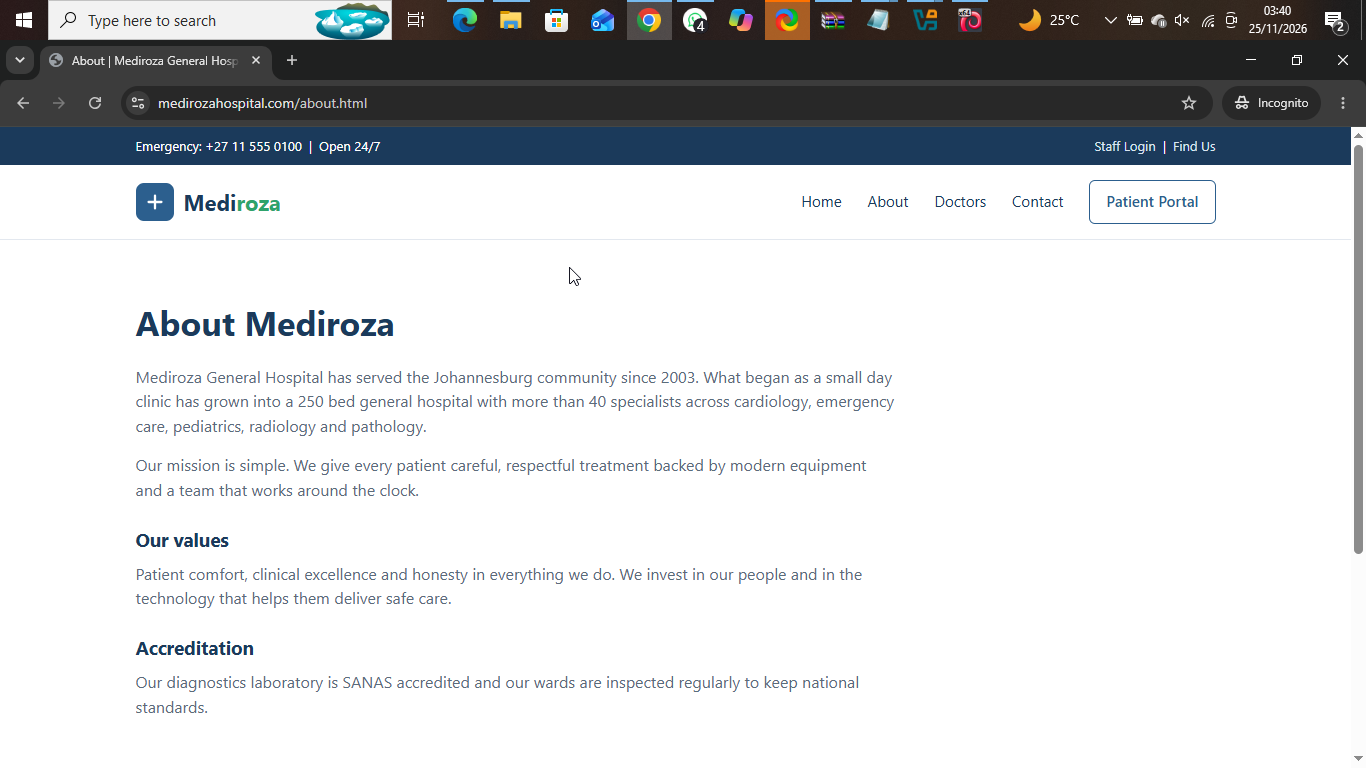 Type here to search
4
25°C
03:40
25/11/2026
2
About | Mediroza General Hosp
medirozahospital.com/about.html
Incognito
Emergency: +27 11 555 0100 | Open 24/7
Staff Login | Find Us
Mediroza
Home
About
Doctors
Contact
Patient Portal
About Mediroza
Mediroza General Hospital has served the Johannesburg community since 2003. What began as a small day
clinic has grown into a 250 bed general hospital with more than 40 specialists across cardiology, emergency
care, pediatrics, radiology and pathology.
Our mission is simple. We give every patient careful, respectful treatment backed by modern equipment
and a team that works around the clock.
Our values
Patient comfort, clinical excellence and honesty in everything we do. We invest in our people and in the
technology that helps them deliver safe care.
Accreditation
Our diagnostics laboratory is SANAS accredited and our wards are inspected regularly to keep national
standards.